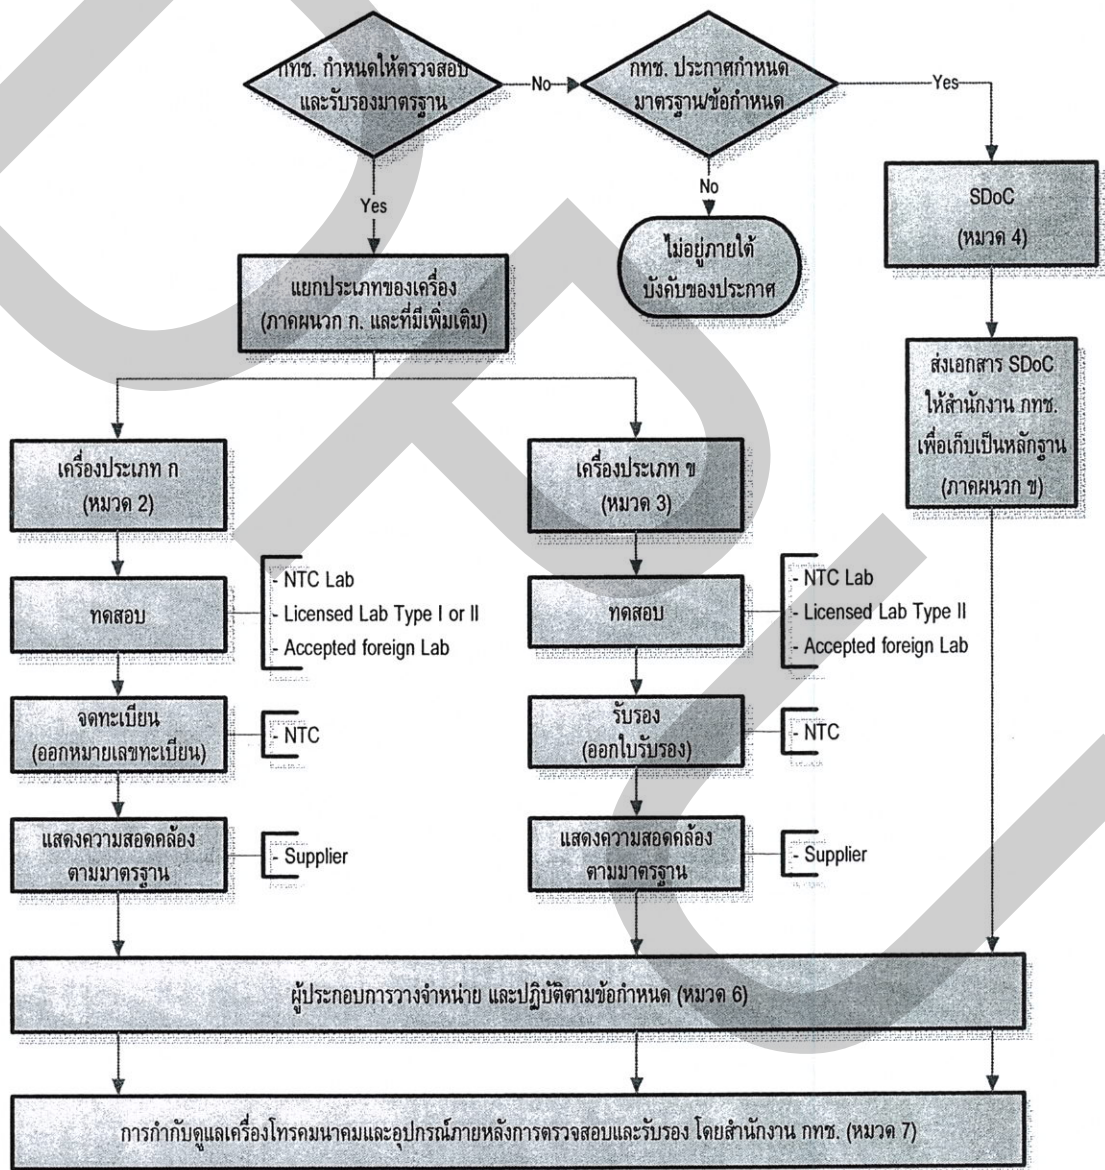 กทช. กำหนดให้ตรวจสอบ
และรับรองมาตรฐาน
No
กทช. ประกาศกำหนด
มาตรฐาน/ข้อกำหนด
Yes
Yes
No
SDoC
(หมวด 4)
ไม่อยู่ภายใต้
บังคับของประกาศ
แยกประเภทของเครื่อง
(ภาคผนวก ก. และที่มีเพิ่มเติม)
ส่งเอกสาร SDoC
ให้สำนักงาน กทช.
เพื่อเก็บเป็นหลักฐาน
(ภาคผนวก ข)
เครื่องประเภท ก
(หมวด 2)
เครื่องประเภท ข
(หมวด 3)
ทดสอบ
- NTC Lab
- Licensed Lab Type I or II
- Accepted foreign Lab
ทดสอบ
- NTC Lab
- Licensed Lab Type II
- Accepted foreign Lab
จดทะเบียน
(ออกหมายเลขทะเบียน)
- NTC
รับรอง
(ออกใบรับรอง)
- NTC
แสดงความสอดคล้อง
ตามมาตรฐาน
- Supplier
แสดงความสอดคล้อง
ตามมาตรฐาน
- Supplier
ผู้ประกอบการวางจำหน่าย และปฏิบัติตามข้อกำหนด (หมวด 6)
การกำกับดูแลเครื่องโทรคมนาคมและอุปกรณ์ภายหลังการตรวจสอบและรับรอง โดยสำนักงาน กทช. (หมวด 7)